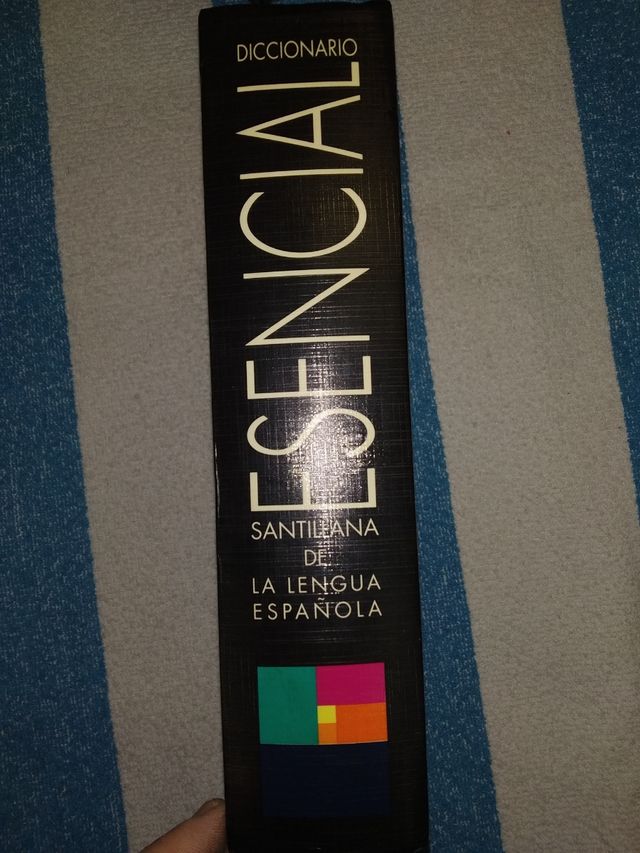 DICCIONARIO
ESENCIAL
SANTILLANA
DE
LA LENGUA
ESPAÑOLA